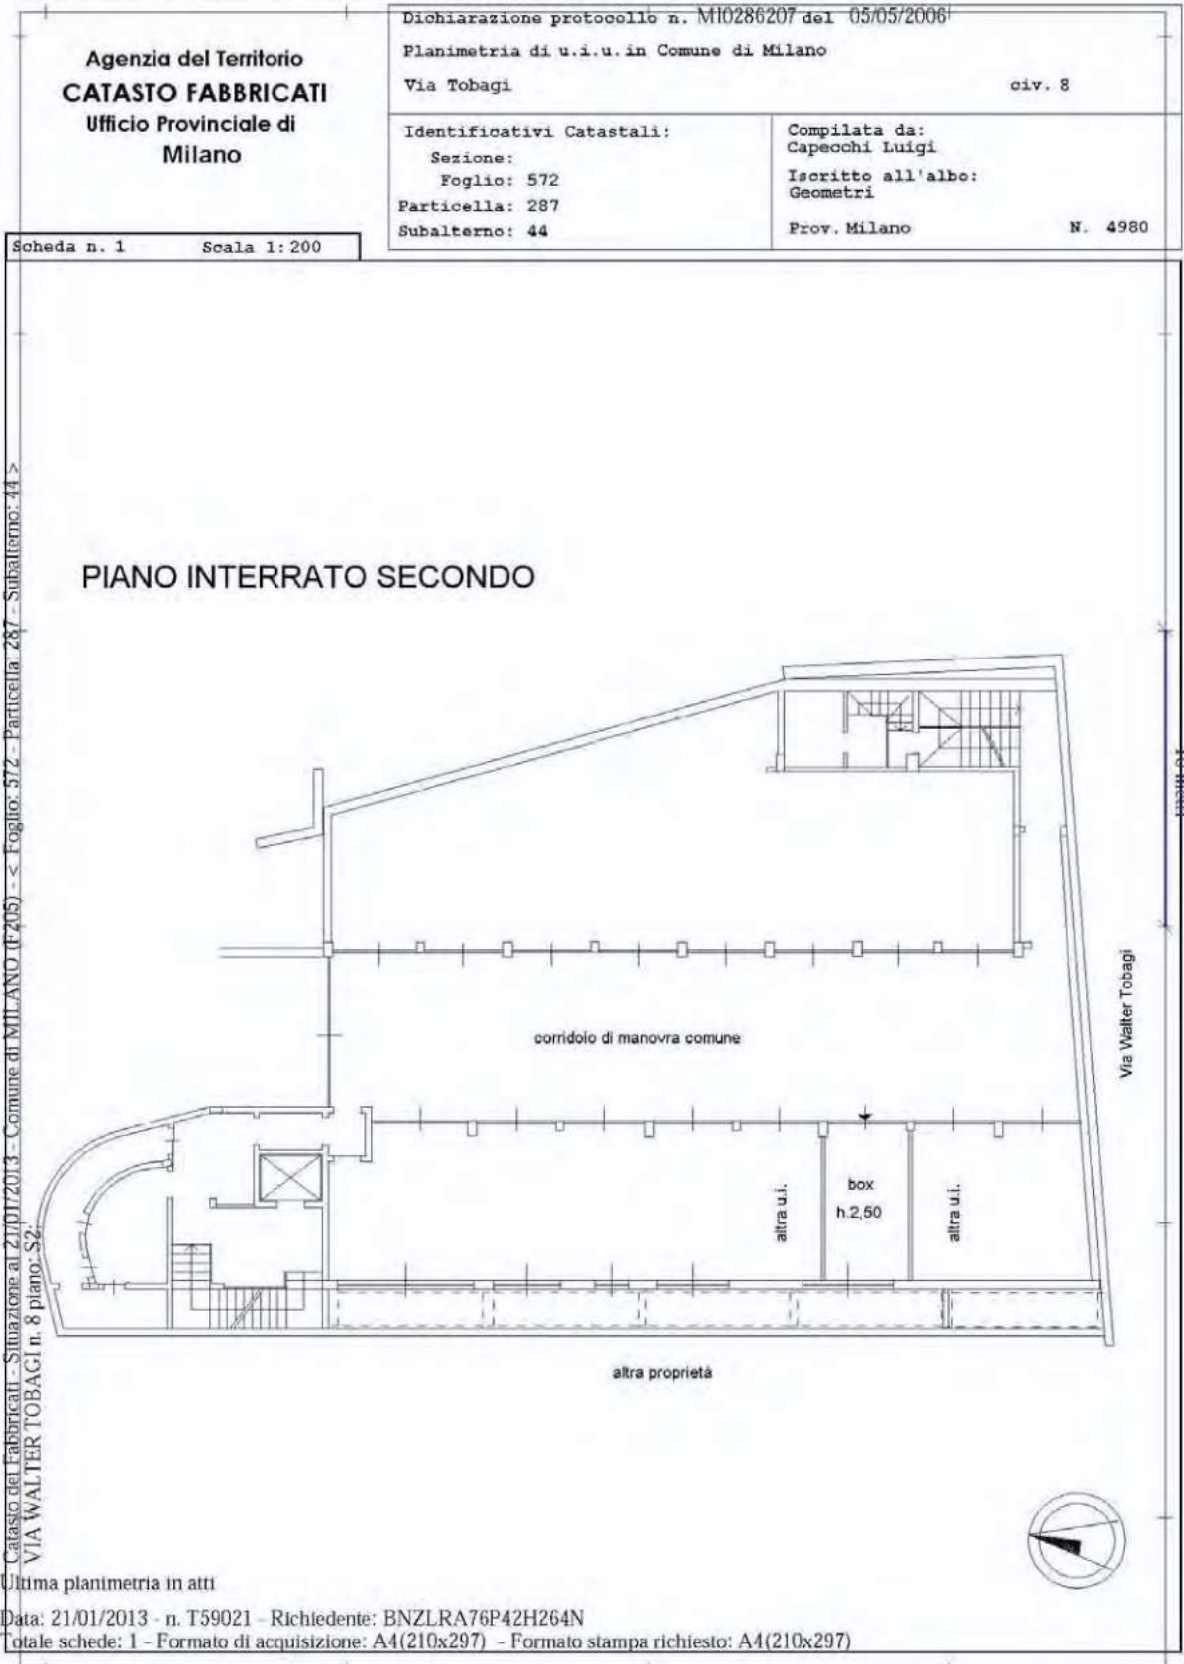 Agenzia del Territorio
CATASTO FABBRICATI
Ufficio Provinciale di
Milano
Scheda n. 1 Scala 1:200
Dichiarazione protocollo n. MI0286207 del 05/05/2006
Planimetria di u.i.u. in Comune di Milano
Via Tobagi civ. 8
Identificativi Catastali:
Sezione:
Foglio: 572
Particella: 287
Subalterno: 44
Compilata da:
Capecchi Luigi
Iscritto all'albo:
Geometri
Prov. Milano N. 4980
PIANO INTERRATO SECONDO
corridoio di manovra comune
altra u.i.
box
h.2,50
altra u.i.
altra proprietà
Via Walter Tobagi
10 metri
Catasto dei Fabbricati - Situazione al 21/01/2013 - Comune di MILANO (F205) - < Foglio: 572 - Particella: 287 - Subalterno: 44 >
VIA WALTER TOBAGI n. 8 piano: S2;
Ultima planimetria in atti
Data: 21/01/2013 - n. T59021 - Richiedente: BNZLRA76P42H264N
Totale schede: 1 - Formato di acquisizione: A4(210x297) - Formato stampa richiesto: A4(210x297)